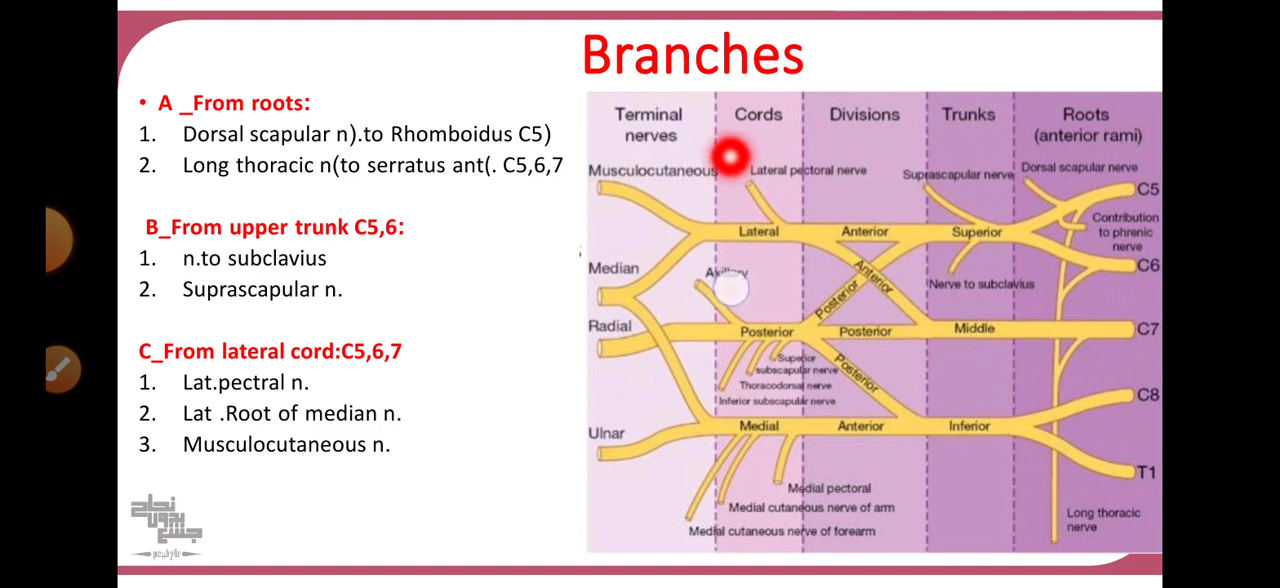 Branches
• A _From roots:
1. Dorsal scapular n).to Rhomboidus C5)
2. Long thoracic n(to serratus ant(. C5,6,7
B_From upper trunk C5,6:
1. n.to subclavius
2. Suprascapular n.
C_From lateral cord:C5,6,7
1. Lat.pectral n.
2. Lat .Root of median n.
3. Musculocutaneous n.
Terminal
nerves
Cords
Divisions
Trunks
Roots
(anterior rami)
Musculocutaneous
Lateral pectoral nerve
Suprascapular nerve
Dorsal scapular nerve
C5
Contribution
to phrenic
nerve
Lateral
Anterior
Superior
C6
Median
Anterior
Posterior
Nerve to subclavius
Radial
Posterior
Posterior
Middle
C7
Superior
subscapular nerve
Posterior
Thoracodorsal nerve
Inferior subscapular nerve
C8
Ulnar
Medial
Anterior
Inferior
T1
Medial pectoral
Medial cutaneous nerve of arm
Medial cutaneous nerve of forearm
Long thoracic
nerve